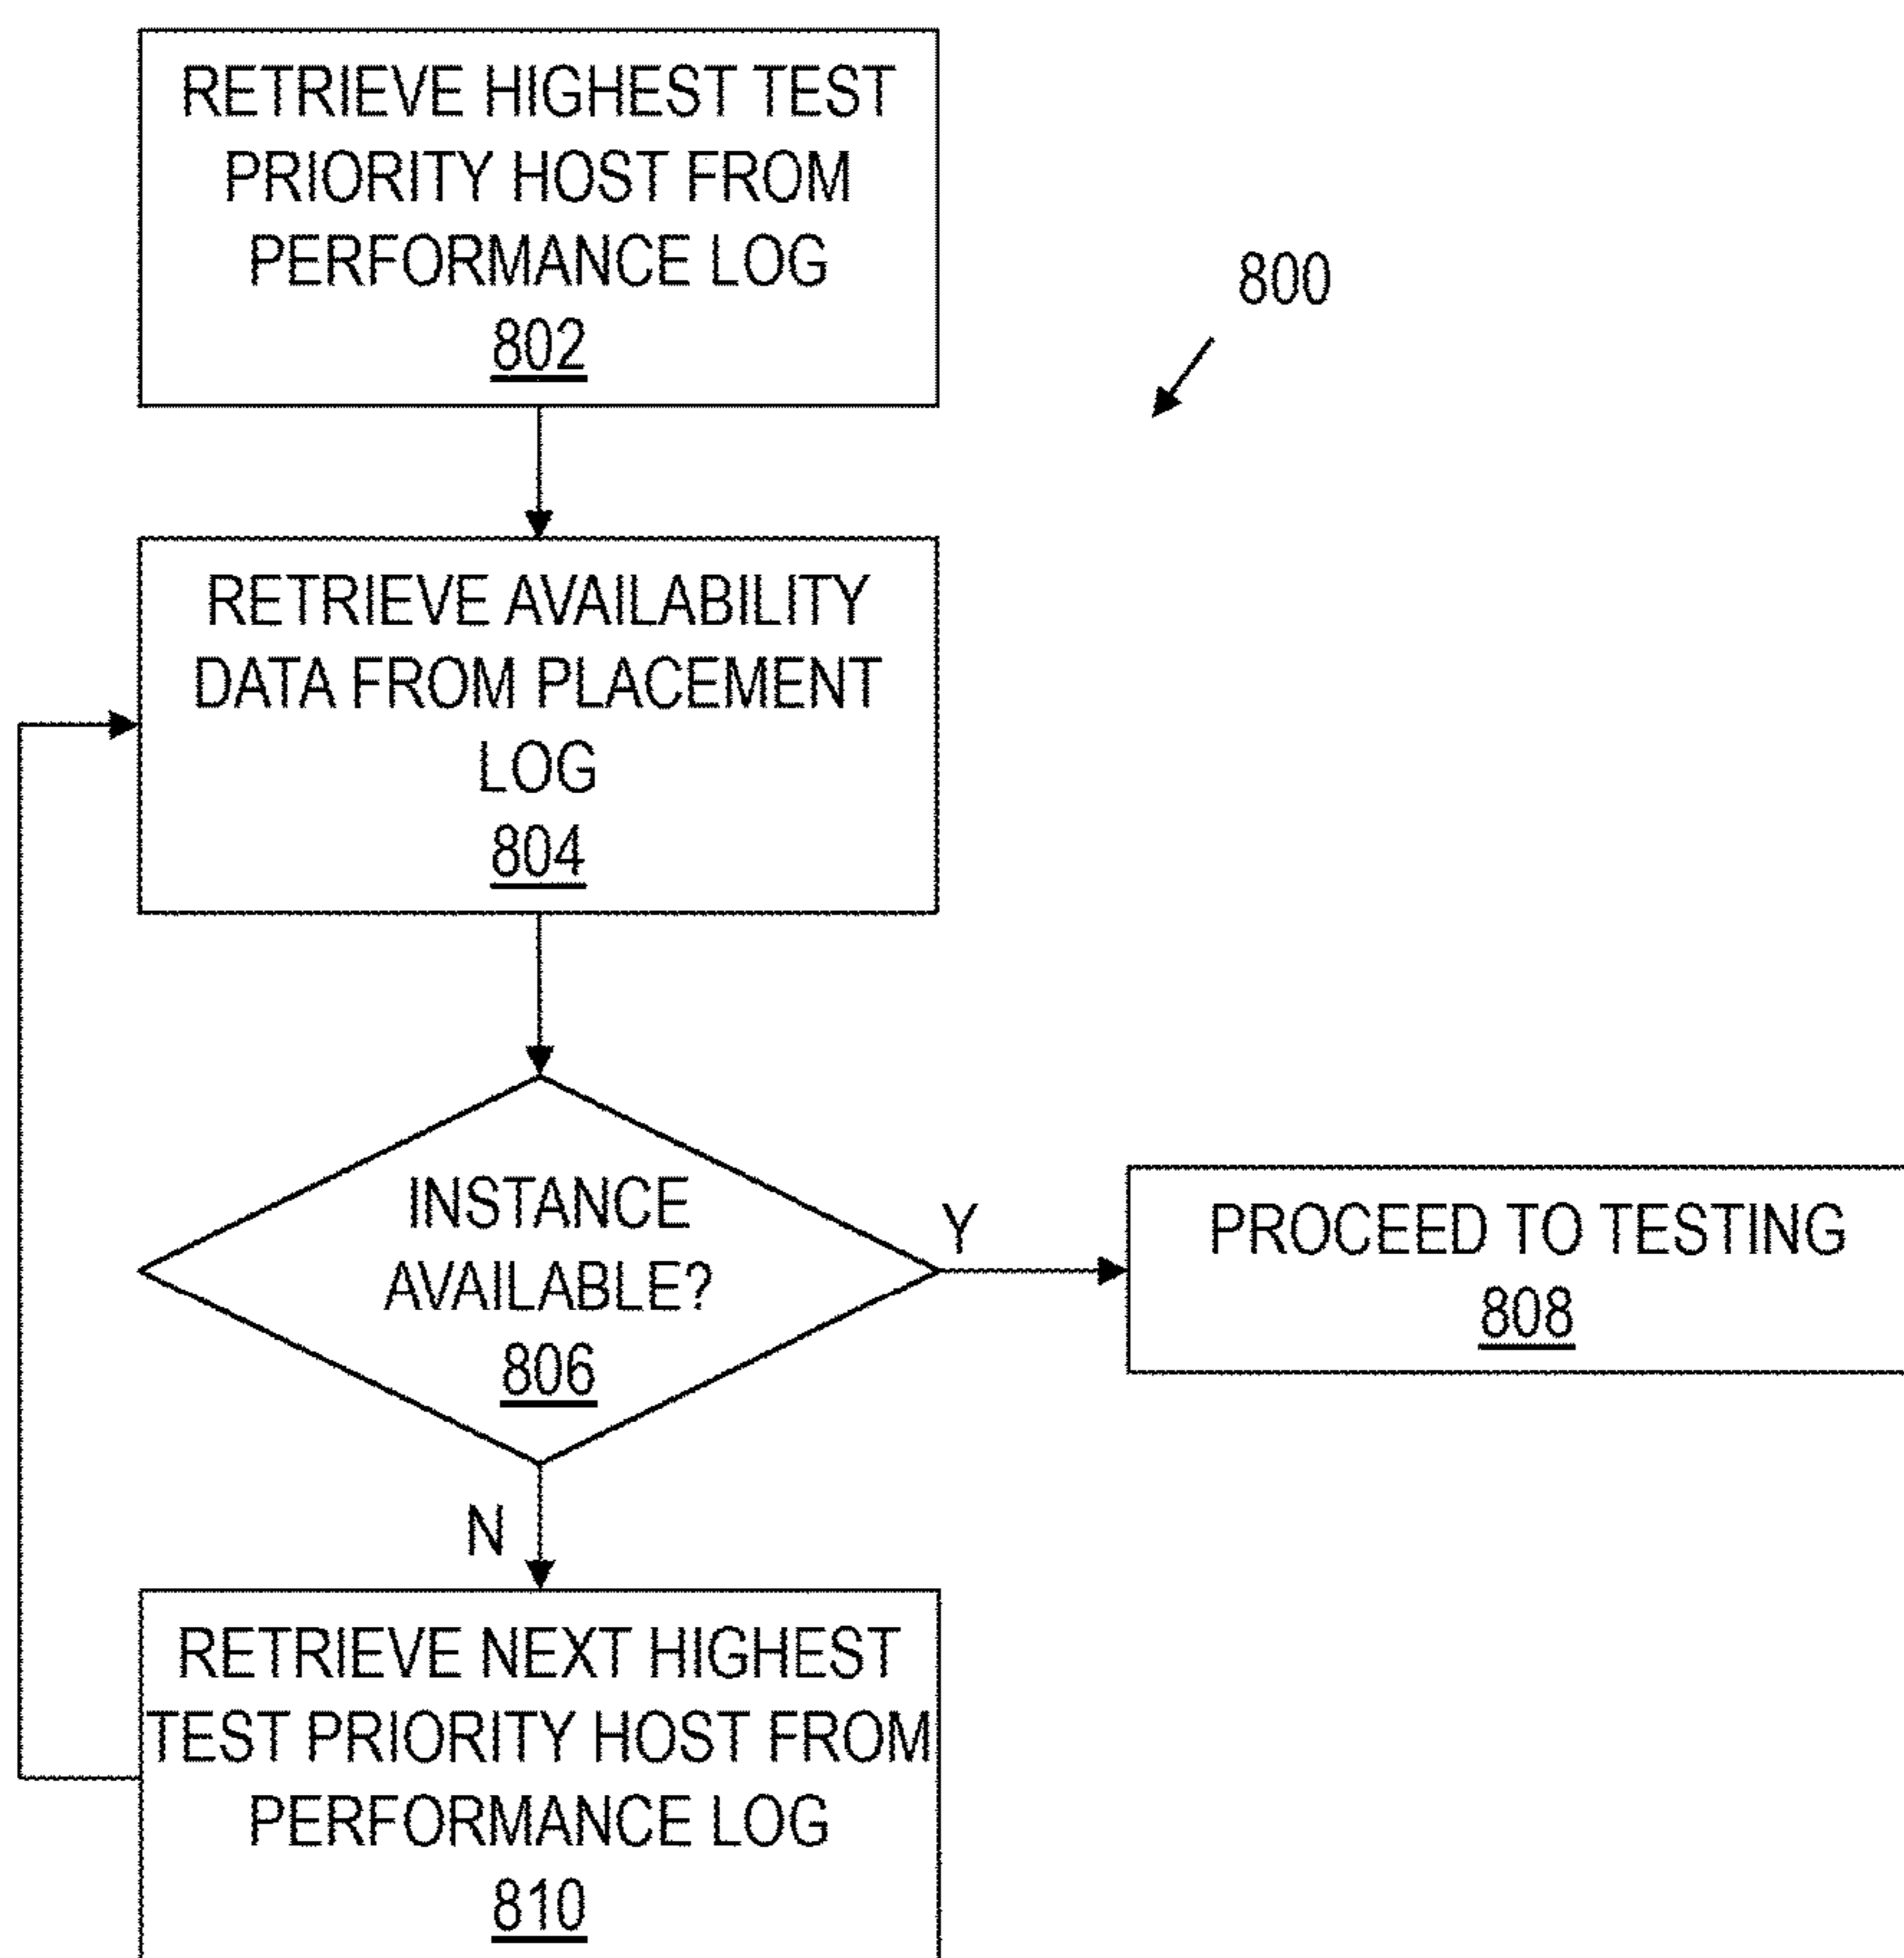 RETRIEVE HIGHEST TEST
PRIORITY HOST FROM
PERFORMANCE LOG
802
800
RETRIEVE AVAILABILITY
DATA FROM PLACEMENT
LOG
804
INSTANCE
AVAILABLE?
806
Y
PROCEED TO TESTING
808
N
RETRIEVE NEXT HIGHEST
TEST PRIORITY HOST FROM
PERFORMANCE LOG
810